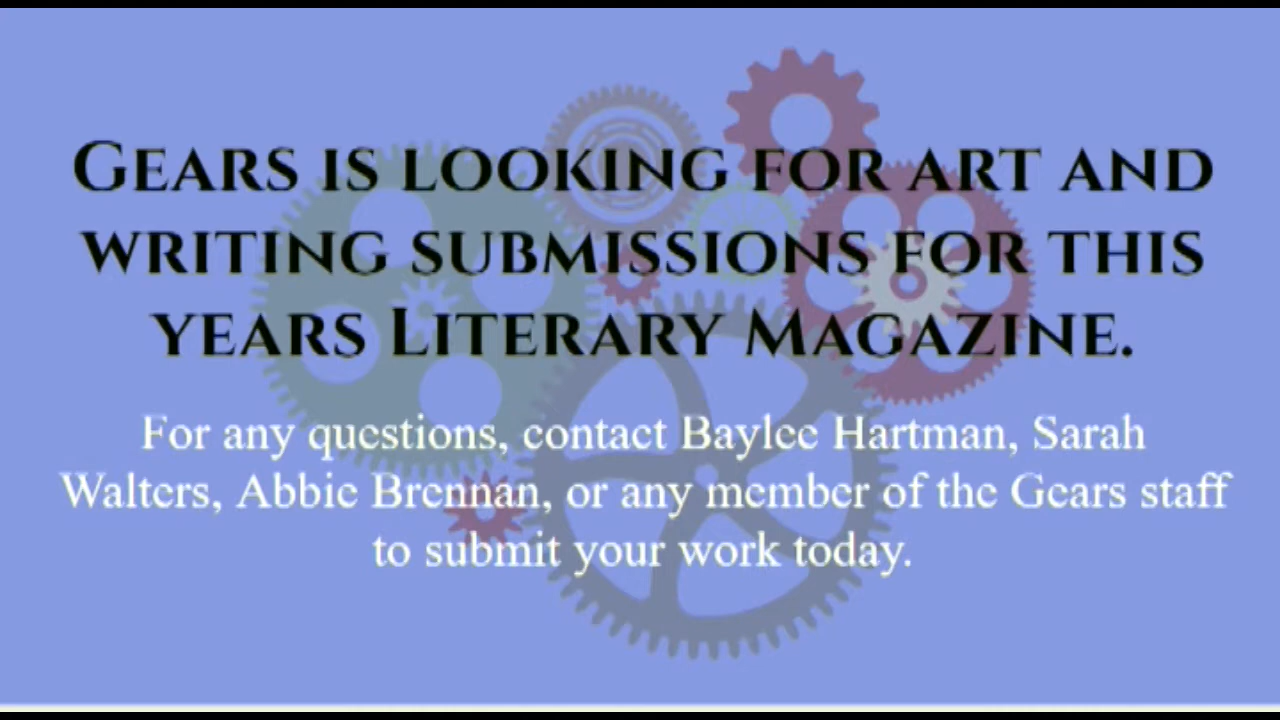 Gears is looking for art and
writing submissions for this
years Literary Magazine.
For any questions, contact Baylee Hartman, Sarah
Walters, Abbie Brennan, or any member of the Gears staff
to submit your work today.